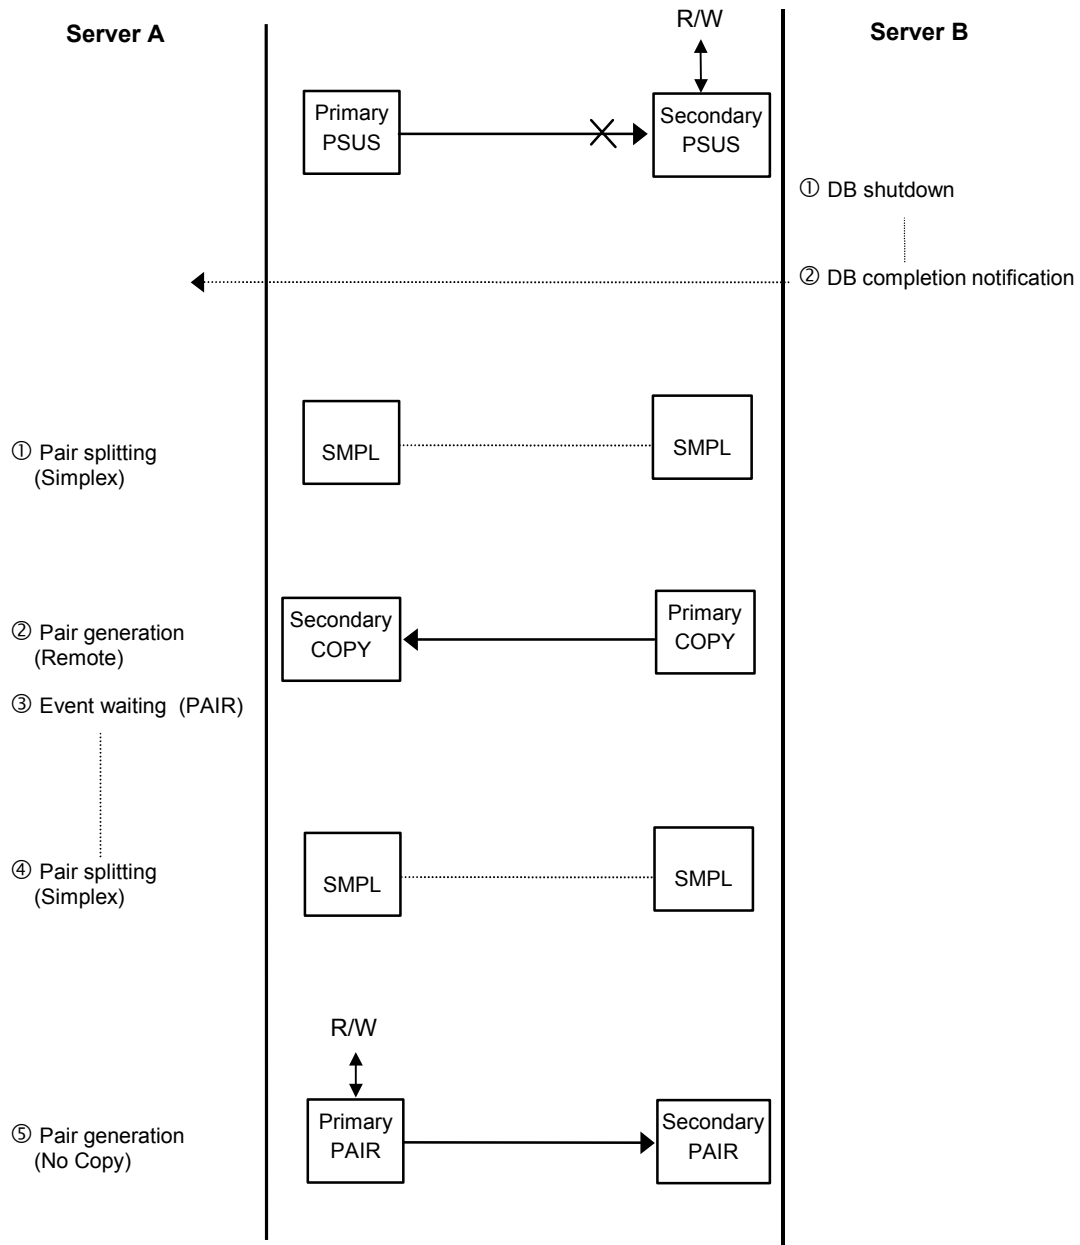 Server A
R/W
Server B
Primary
PSUS
Secondary
PSUS
① DB shutdown
② DB completion notification
① Pair splitting
(Simplex)
SMPL
SMPL
② Pair generation
(Remote)
Secondary
COPY
Primary
COPY
③ Event waiting (PAIR)
④ Pair splitting
(Simplex)
SMPL
SMPL
R/W
⑤ Pair generation
(No Copy)
Primary
PAIR
Secondary
PAIR